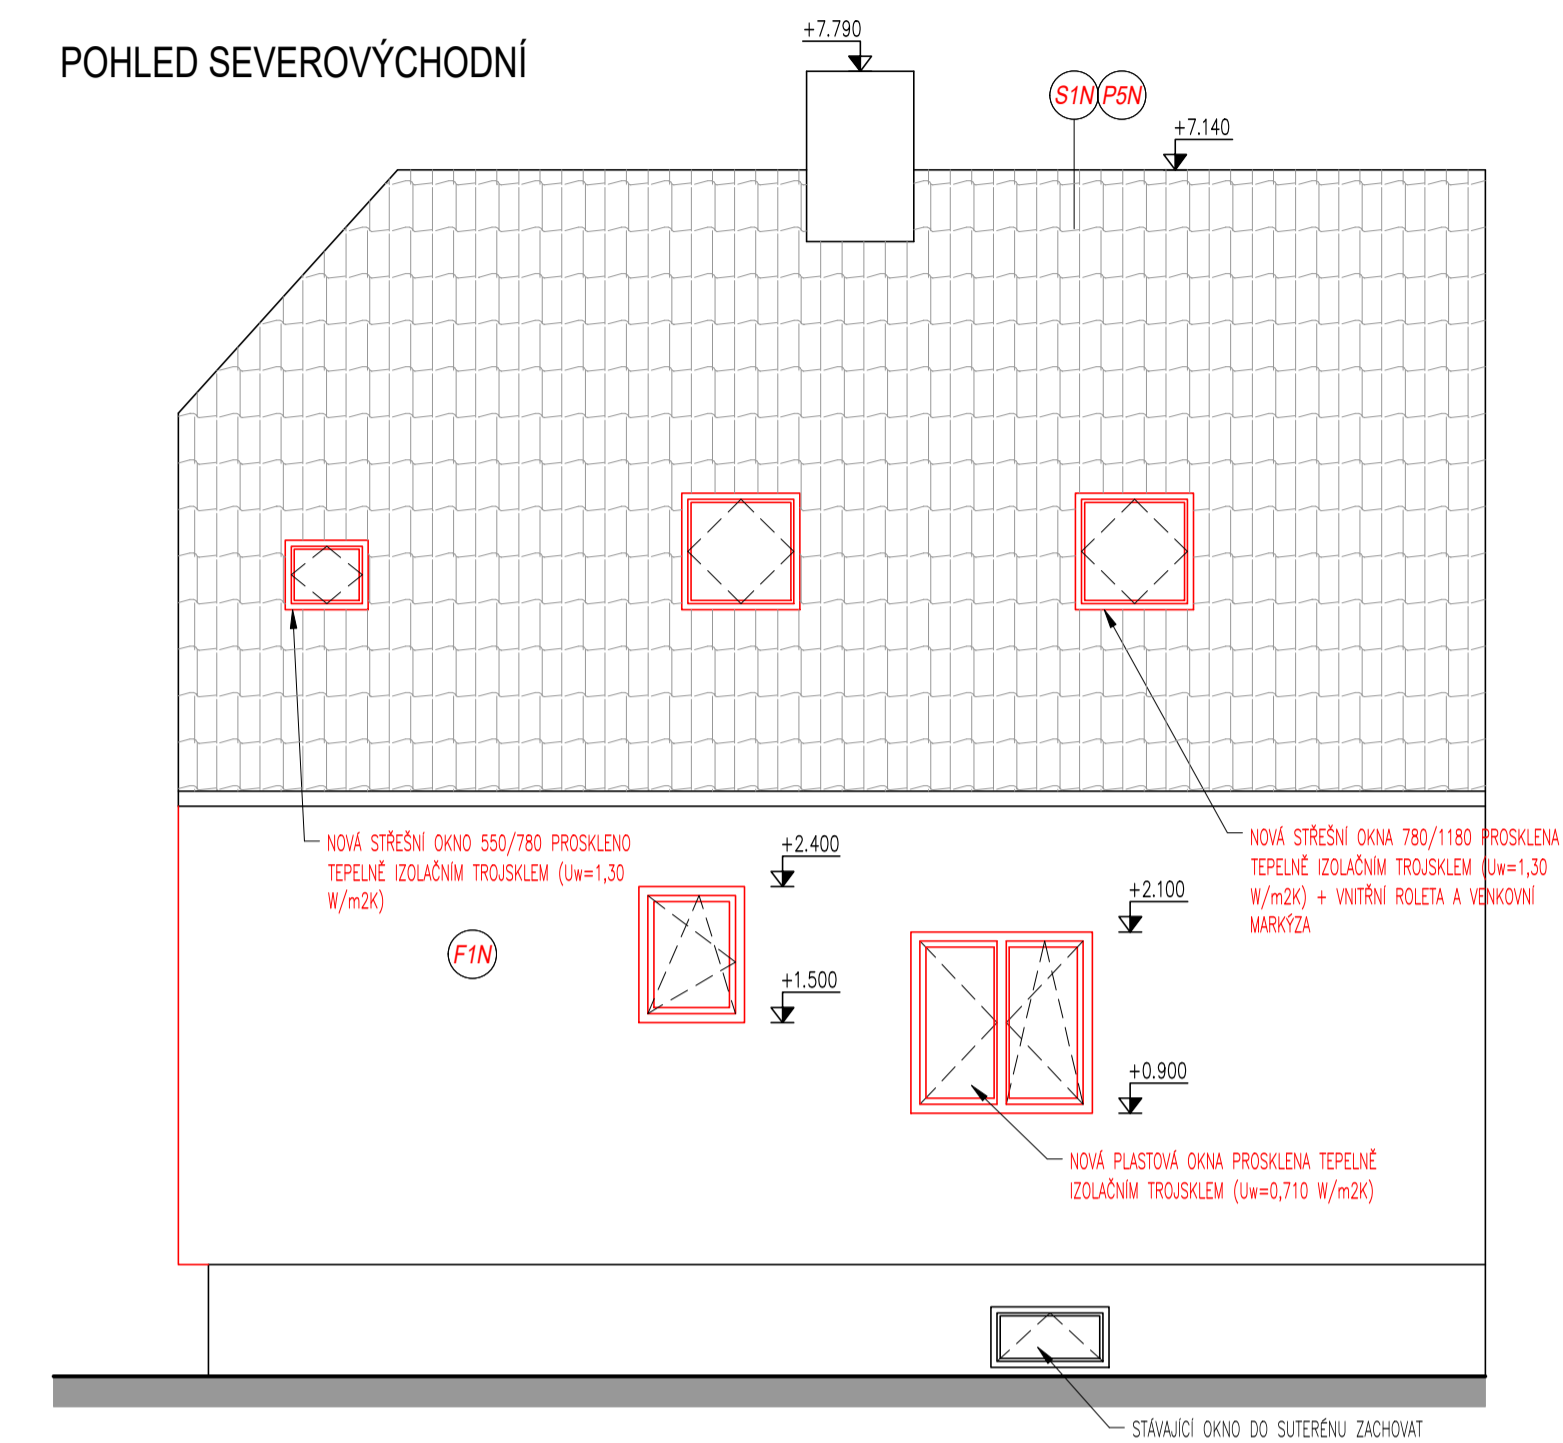 POHLED SEVEROVÝCHODNÍ
+7.790
S1N P5N
+7.140
NOVÁ STŘEŠNÍ OKNO 550/780 PROSKLENO
TEPELNĚ IZOLAČNÍM TROJSKLEM (Uw=1,30
W/m2K)
NOVÁ STŘEŠNÍ OKNA 780/1180 PROSKLENA
TEPELNĚ IZOLAČNÍM TROJSKLEM (Uw=1,30
W/m2K) + VNITŘNÍ ROLETA A VENKOVNÍ
MARKÝZA
+2.400
+2.100
F1N
+1.500
+0.900
NOVÁ PLASTOVÁ OKNA PROSKLENA TEPELNĚ
IZOLAČNÍM TROJSKLEM (Uw=0,710 W/m2K)
STÁVAJÍCÍ OKNO DO SUTERÉNU ZACHOVAT